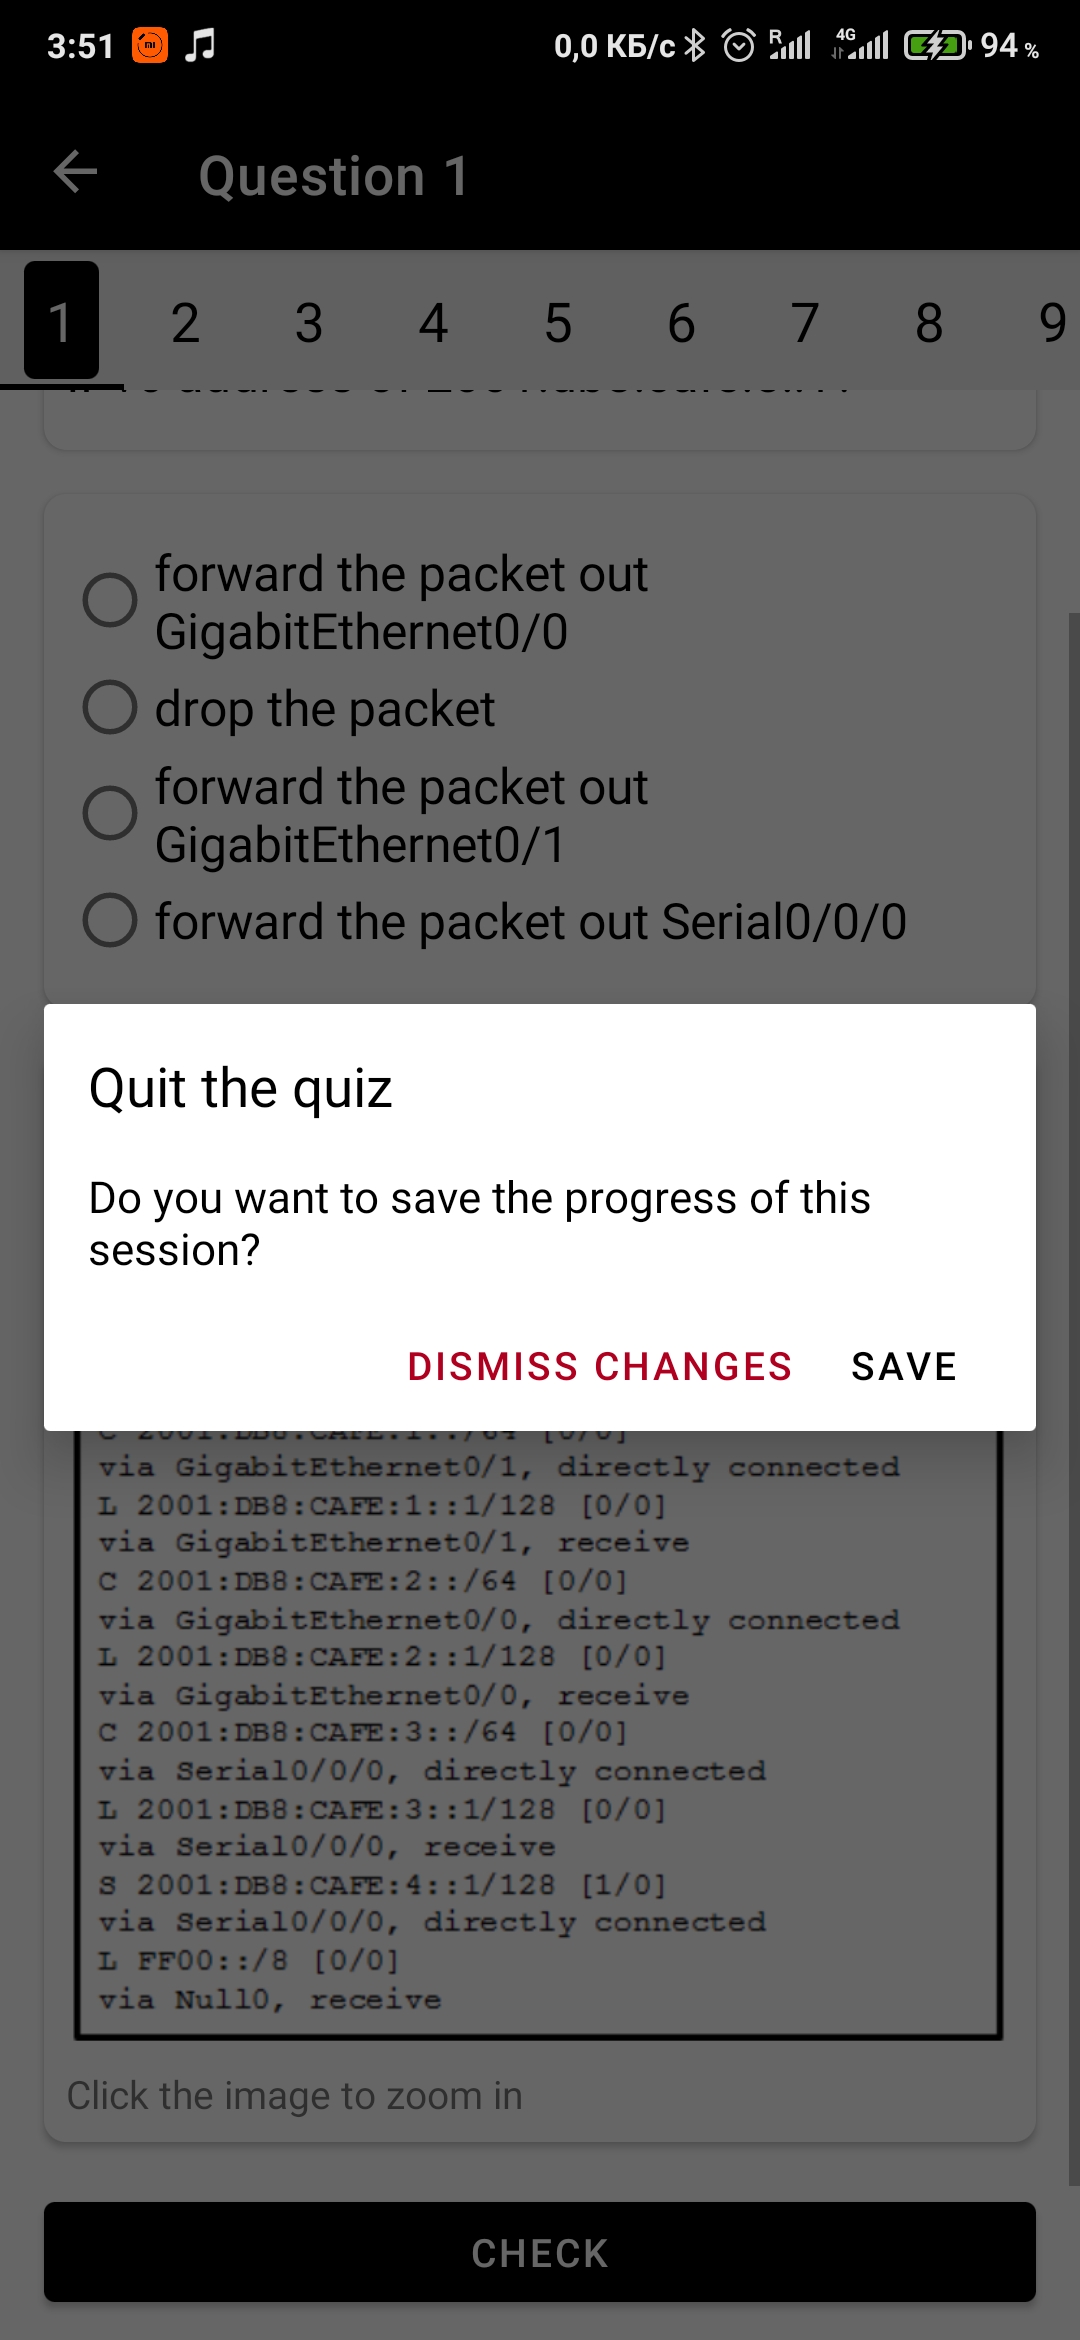 3:51
0,0 КБ/с
R
4G
94 %
Question 1
1 2 3 4 5 6 7 8 9
forward the packet out
GigabitEthernet0/0
drop the packet
forward the packet out
GigabitEthernet0/1
forward the packet out Serial0/0/0
Quit the quiz
Do you want to save the progress of this
session?
DISMISS CHANGES
SAVE
via GigabitEthernet0/1, directly connected
L 2001:DB8:CAFE:1::1/128 [0/0]
via GigabitEthernet0/1, receive
C 2001:DB8:CAFE:2::/64 [0/0]
via GigabitEthernet0/0, directly connected
L 2001:DB8:CAFE:2::1/128 [0/0]
via GigabitEthernet0/0, receive
C 2001:DB8:CAFE:3::/64 [0/0]
via Serial0/0/0, directly connected
L 2001:DB8:CAFE:3::1/128 [0/0]
via Serial0/0/0, receive
S 2001:DB8:CAFE:4::1/128 [1/0]
via Serial0/0/0, directly connected
L FF00::/8 [0/0]
via Null0, receive
Click the image to zoom in
CHECK